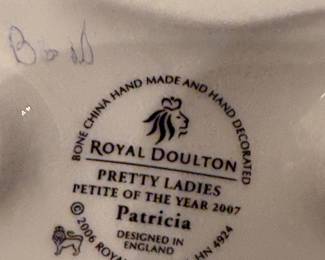 BONE CHINA HAND MADE AND HAND DECORATED
ROYAL DOULTON
PRETTY LADIES
PETITE OF THE YEAR 2007
Patricia
DESIGNED IN
ENGLAND
© 2006 ROYAL
HN 4924